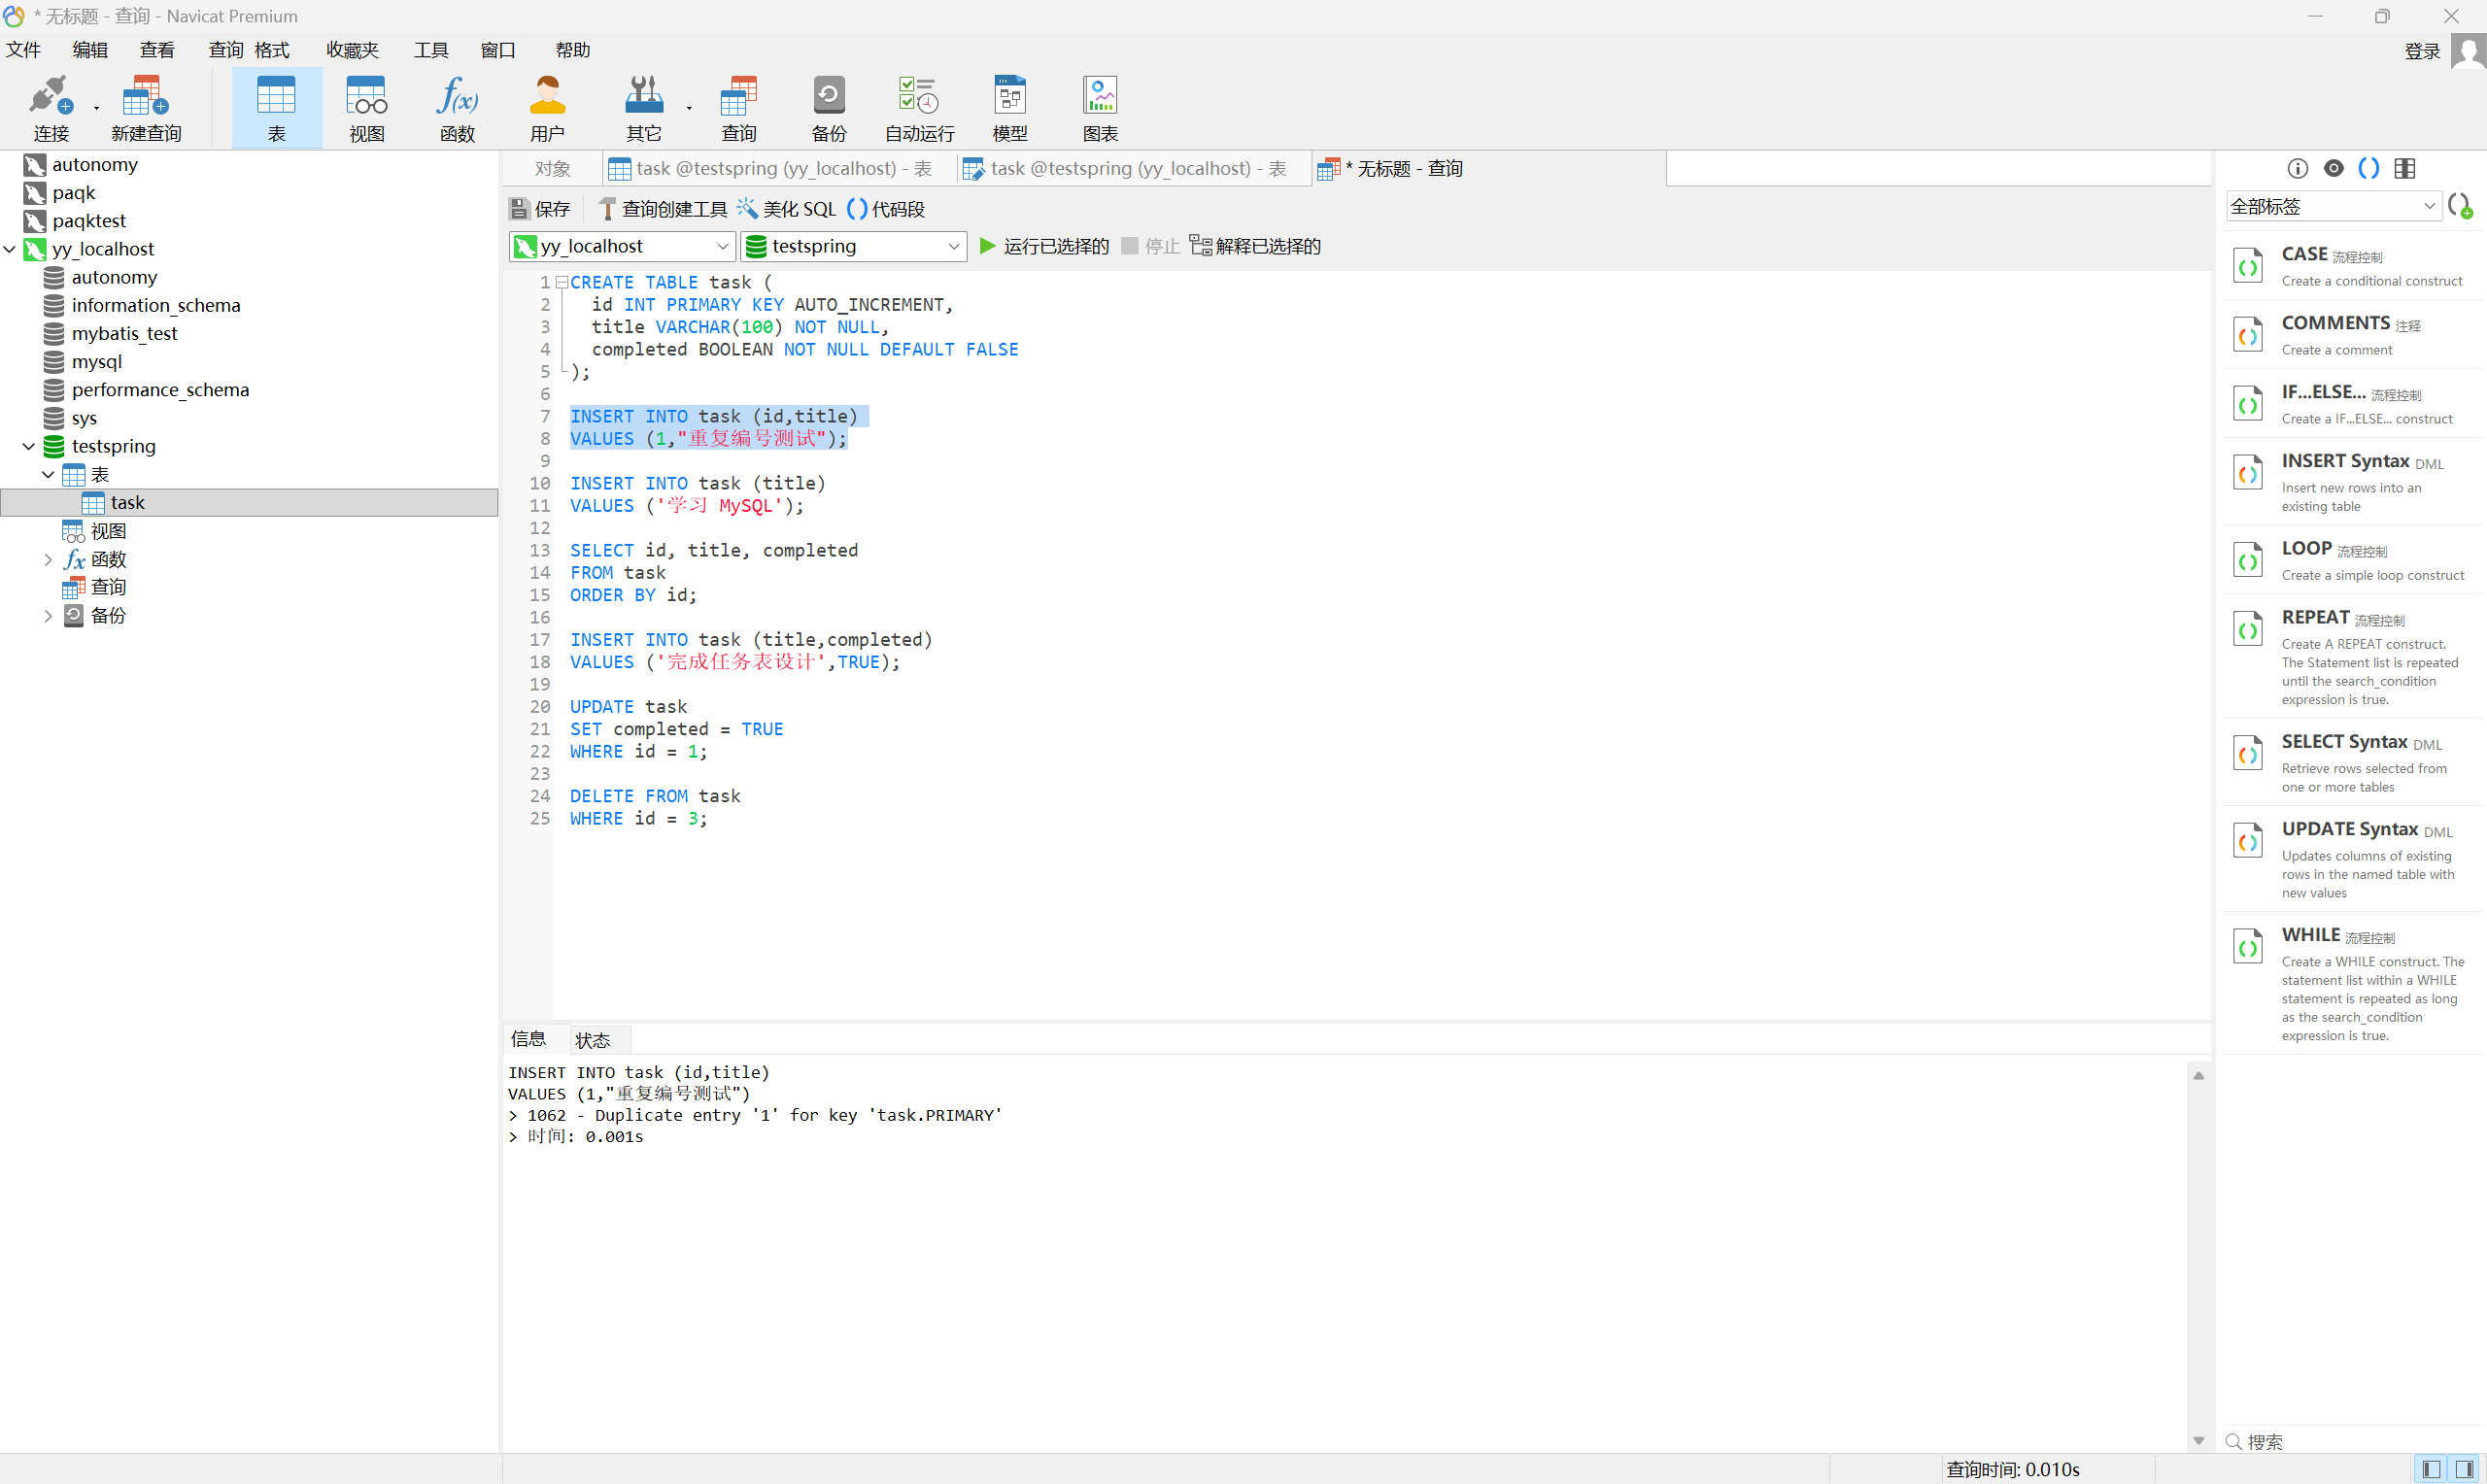 * 无标题 - 查询 - Navicat Premium
文件 编辑 查看 查询 格式 收藏夹 工具 窗口 帮助 登录
连接 新建查询 表 视图 函数 用户 其它 查询 备份 自动运行 模型 图表
autonomy
paqk
paqktest
yy_localhost
autonomy
information_schema
mybatis_test
mysql
performance_schema
sys
testspring
表
task
视图
函数
查询
备份
对象 task @testspring (yy_localhost) - 表 task @testspring (yy_localhost) - 表 * 无标题 - 查询
保存 查询创建工具 美化 SQL 代码段
yy_localhost testspring 运行已选择的 停止 解释已选择的
1 CREATE TABLE task (
2 id INT PRIMARY KEY AUTO_INCREMENT,
3 title VARCHAR(100) NOT NULL,
4 completed BOOLEAN NOT NULL DEFAULT FALSE
5 );
6
7 INSERT INTO task (id,title)
8 VALUES (1,"重复编号测试");
9
10 INSERT INTO task (title)
11 VALUES ('学习 MySQL');
12
13 SELECT id, title, completed
14 FROM task
15 ORDER BY id;
16
17 INSERT INTO task (title,completed)
18 VALUES ('完成任务表设计',TRUE);
19
20 UPDATE task
21 SET completed = TRUE
22 WHERE id = 1;
23
24 DELETE FROM task
25 WHERE id = 3;
信息 状态
INSERT INTO task (id,title)
VALUES (1,"重复编号测试")
> 1062 - Duplicate entry '1' for key 'task.PRIMARY'
> 时间: 0.001s
全部标签
CASE 流程控制
Create a conditional construct
COMMENTS 注释
Create a comment
IF...ELSE... 流程控制
Create a IF...ELSE... construct
INSERT Syntax DML
Insert new rows into an
existing table
LOOP 流程控制
Create a simple loop construct
REPEAT 流程控制
Create A REPEAT construct.
The Statement list is repeated
until the search_condition
expression is true.
SELECT Syntax DML
Retrieve rows selected from
one or more tables
UPDATE Syntax DML
Updates columns of existing
rows in the named table with
new values
WHILE 流程控制
Create a WHILE construct. The
statement list within a WHILE
statement is repeated as long
as the search_condition
expression is true.
搜索
查询时间: 0.010s